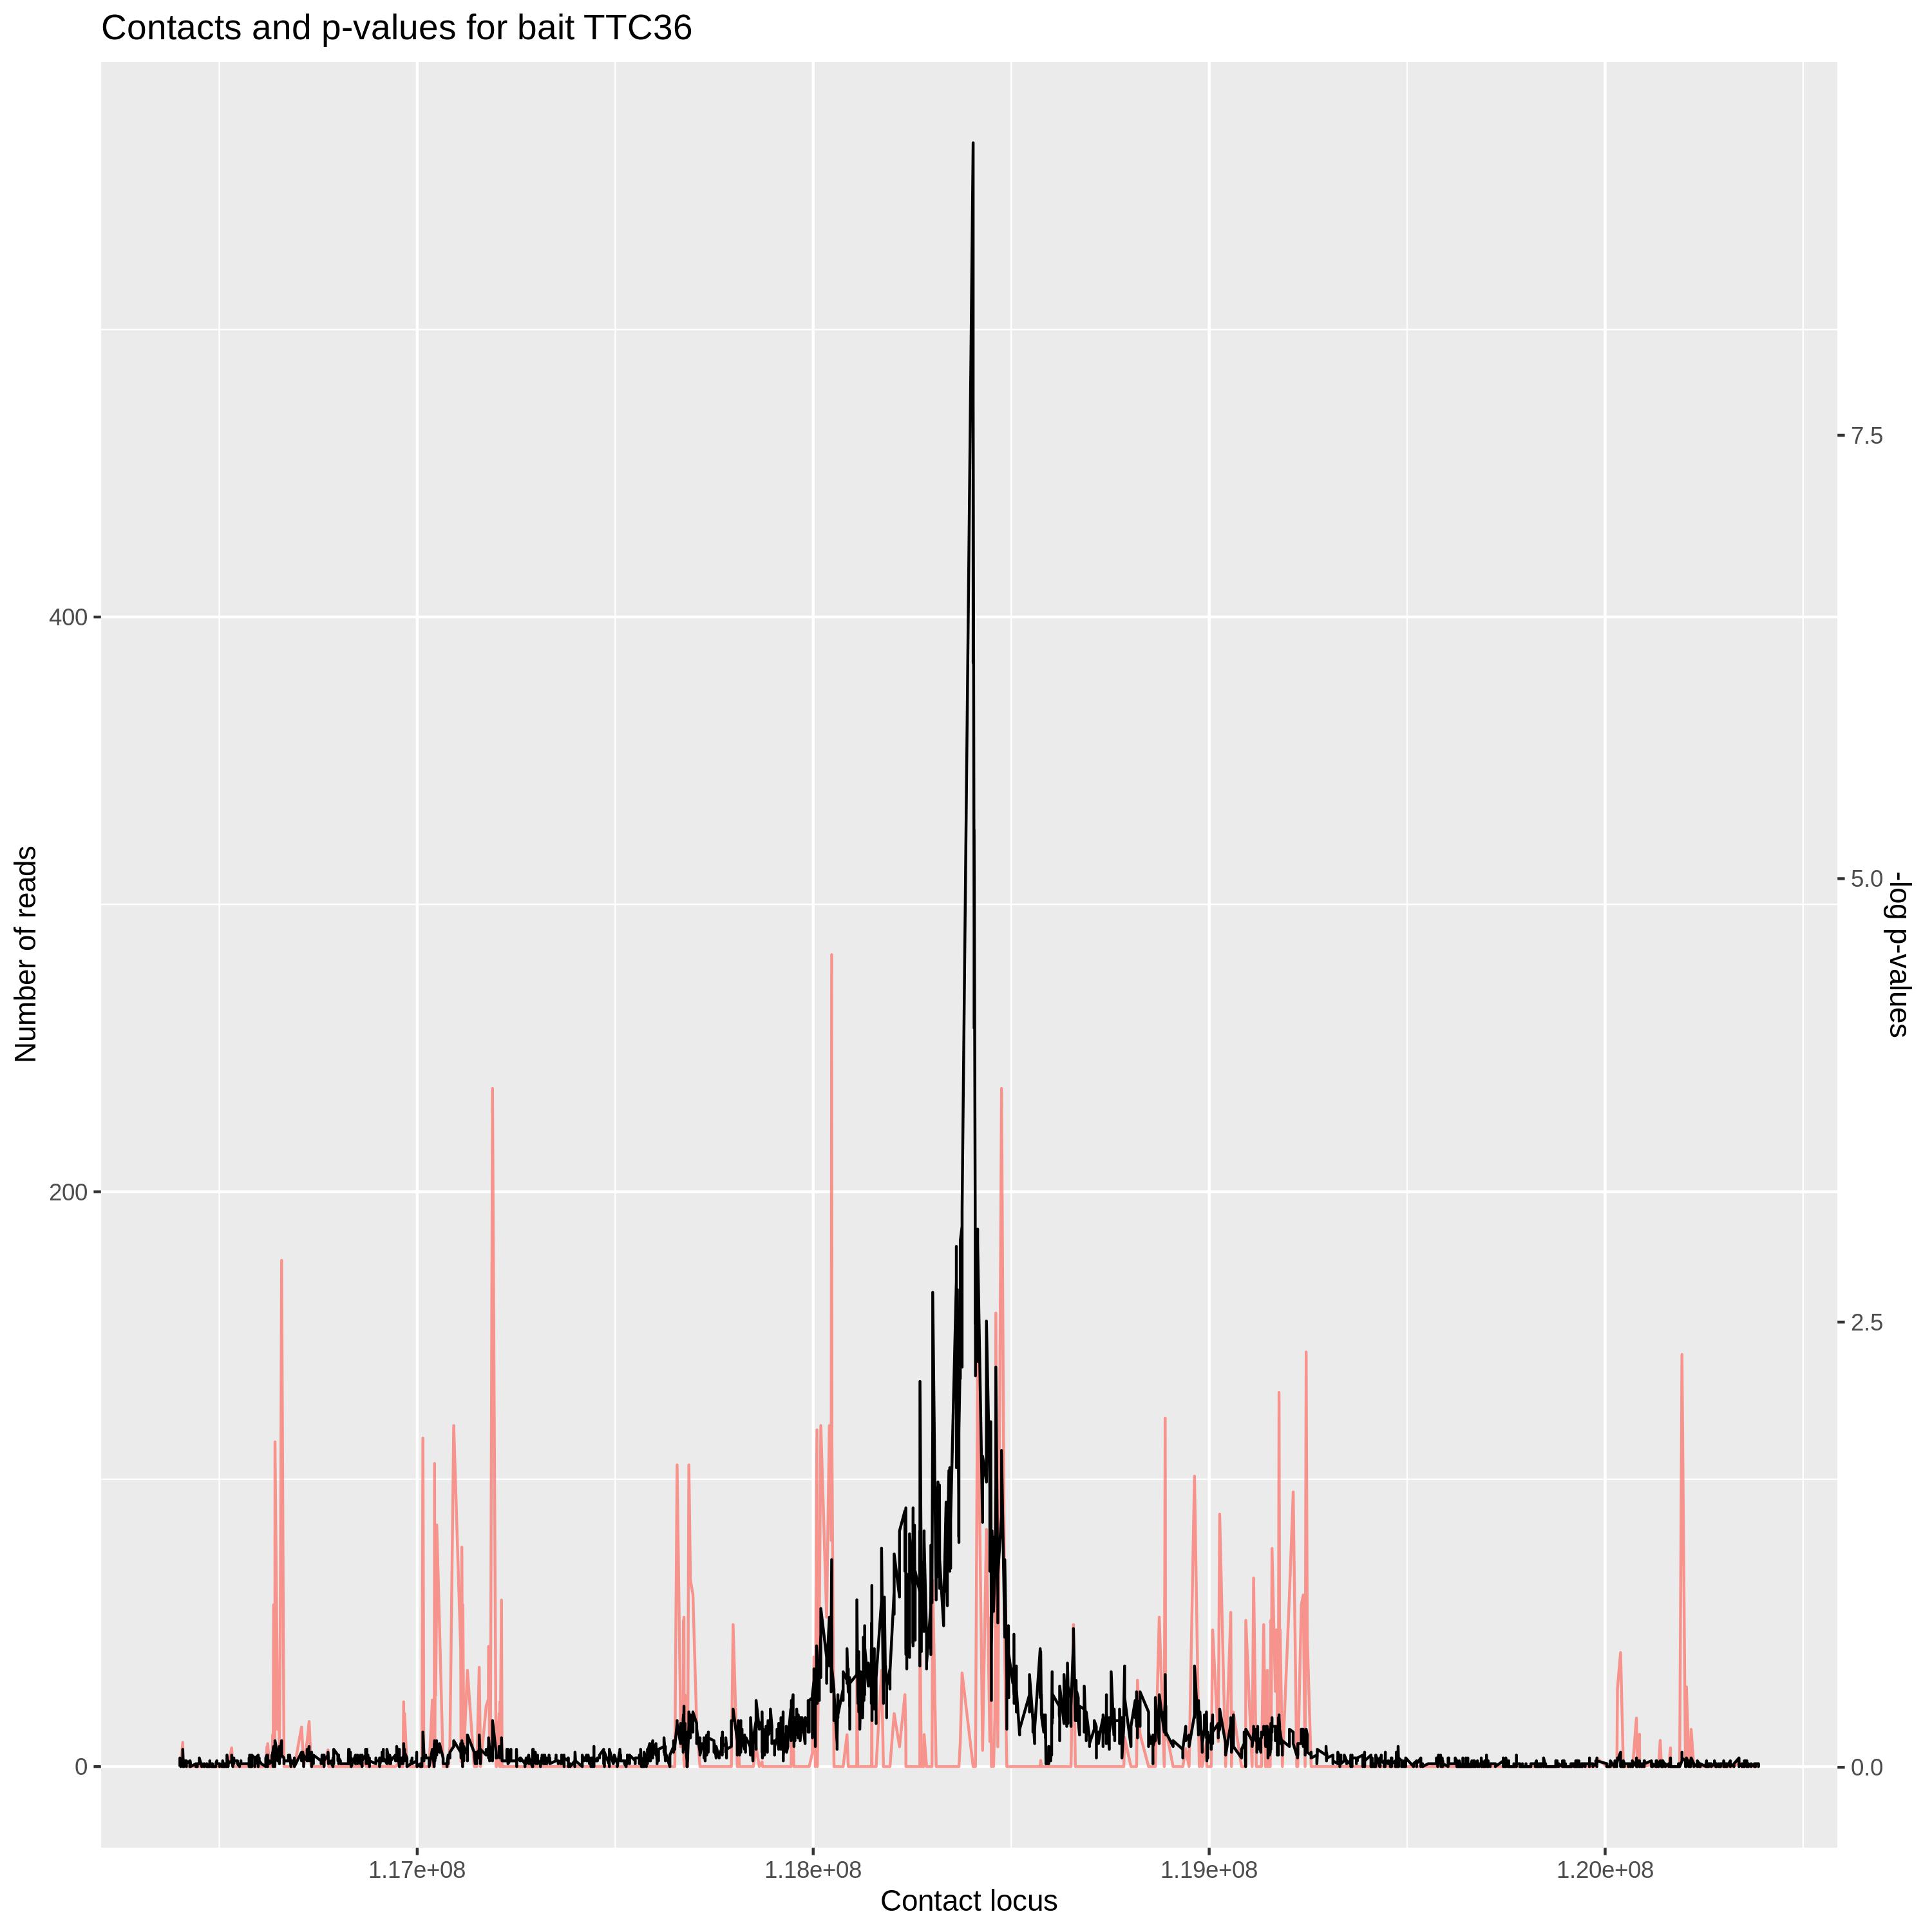 Contacts and p-values for bait TTC36
Number of reads
400
200
0
7.5
5.0
2.5
0.0
-log p-values
1.17e+08
1.18e+08
1.19e+08
1.20e+08
Contact locus